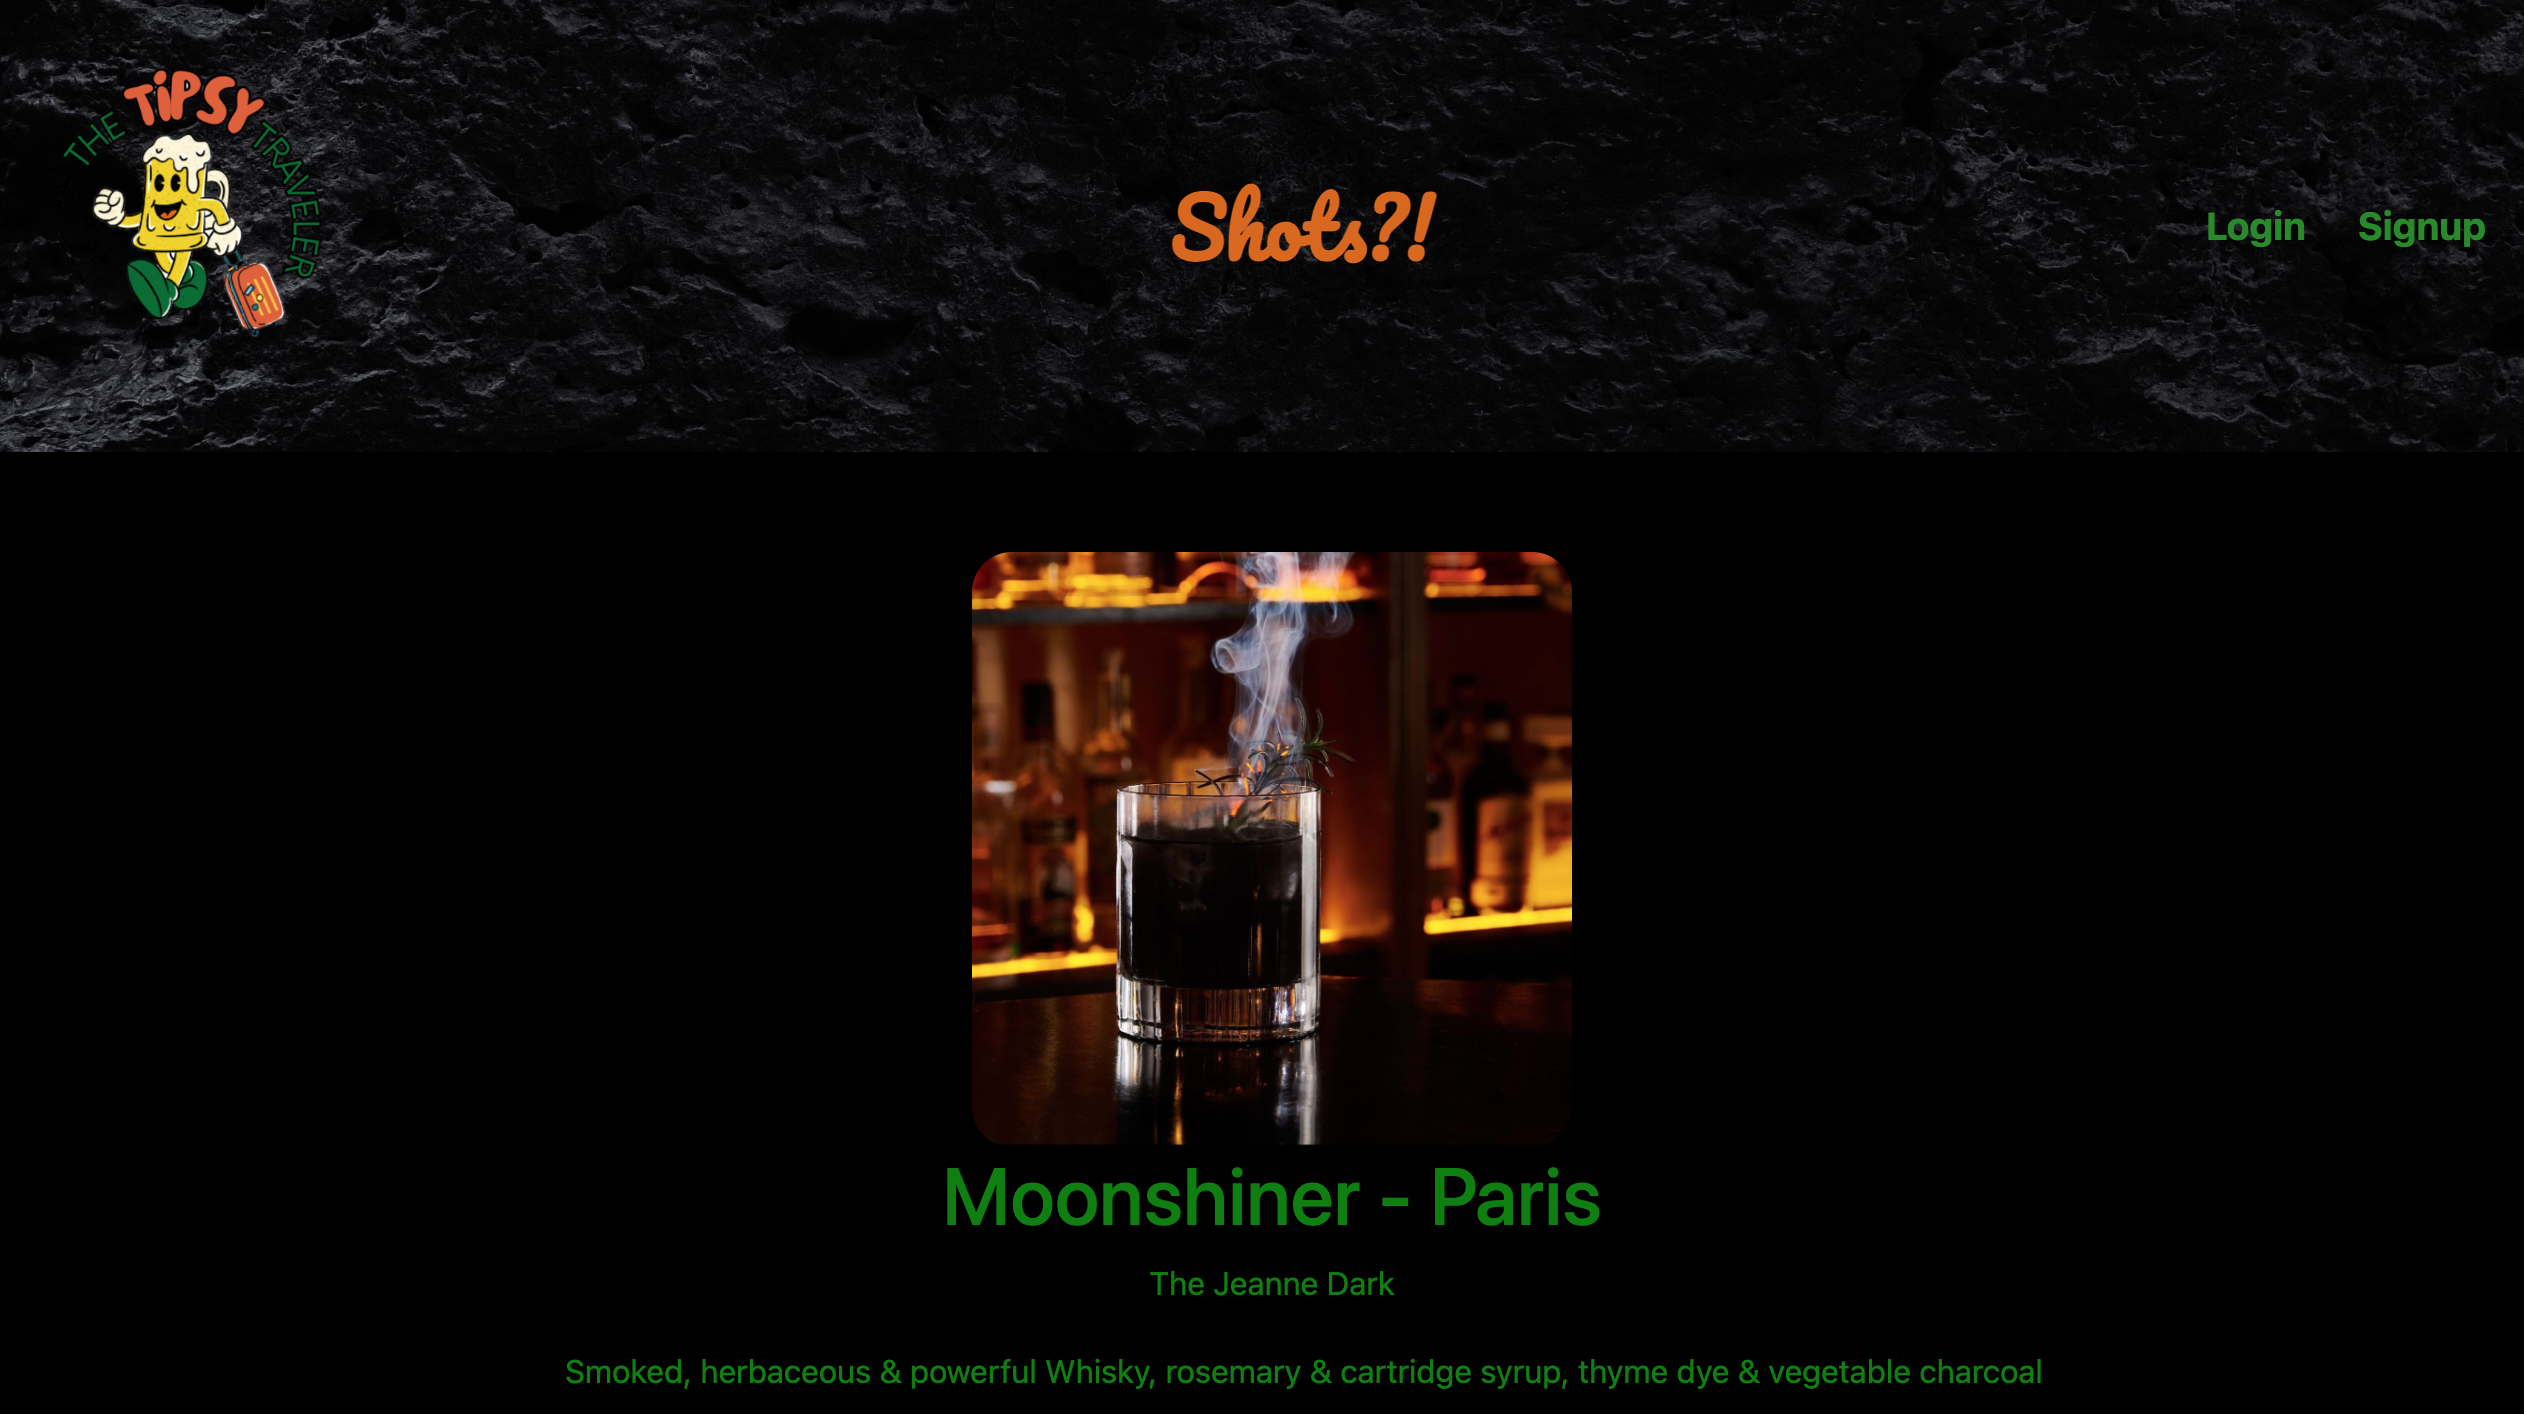 THE TiPSY TRAVELER
Shots?!
Login Signup
Moonshiner - Paris
The Jeanne Dark
Smoked, herbaceous & powerful Whisky, rosemary & cartridge syrup, thyme dye & vegetable charcoal